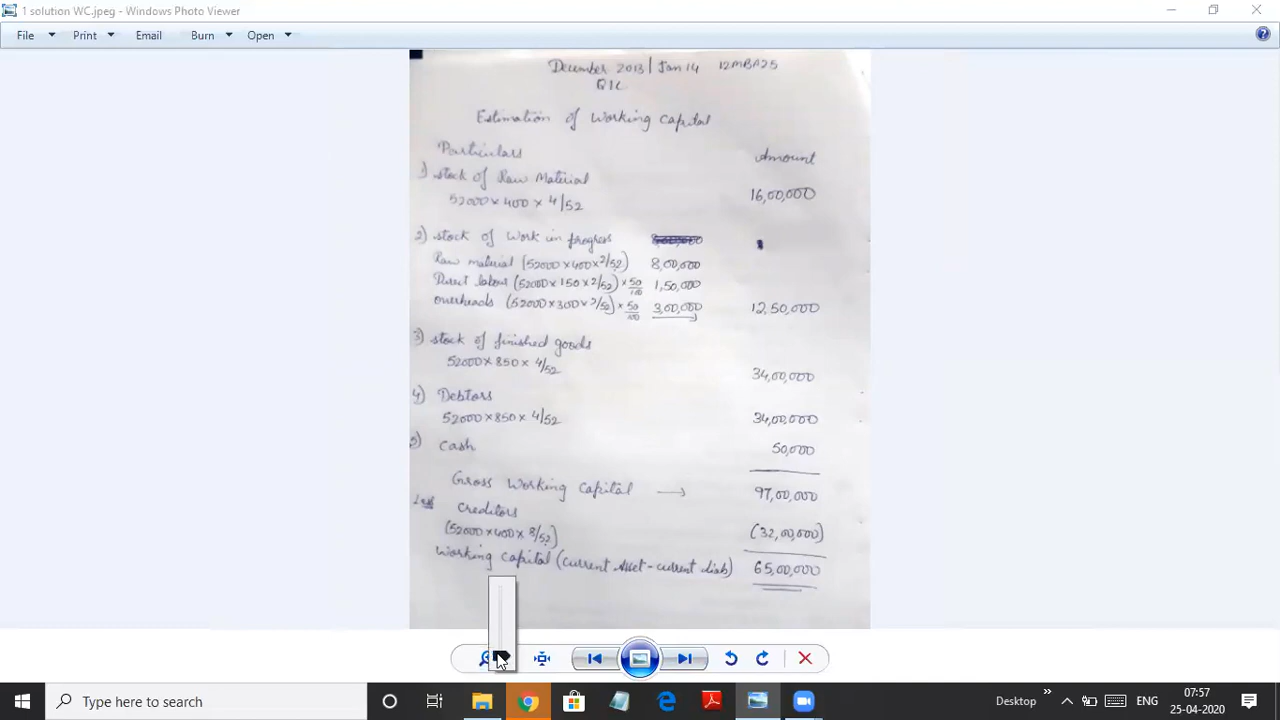 1 solution WC.jpeg - Windows Photo Viewer
File Print Email Burn Open
December 2013 | Jan 14 12MBA25
Q1C
Estimation of Working Capital
Particulars Amount
1) Stock of Raw Material
52000 x 400 x 4/52 16,00,000
2) stock of Work in progress
Raw material (52000 x 400 x 2/52) 8,00,000
Direct labour (52000 x 150 x 2/52) x 50/100 1,50,000
overheads (52000 x 300 x 2/52) x 50/100 3,00,000 12,50,000
3) stock of finished goods
52000 x 850 x 4/52 34,00,000
4) Debtors
52000 x 850 x 4/52 34,00,000
5) Cash 50,000
Gross Working Capital → 97,00,000
Less Creditors
(52000 x 400 x 8/52) (32,00,000)
Working Capital (Current Asset - current liab) 65,00,000
Type here to search
Desktop
ENG
07:57
25-04-2020